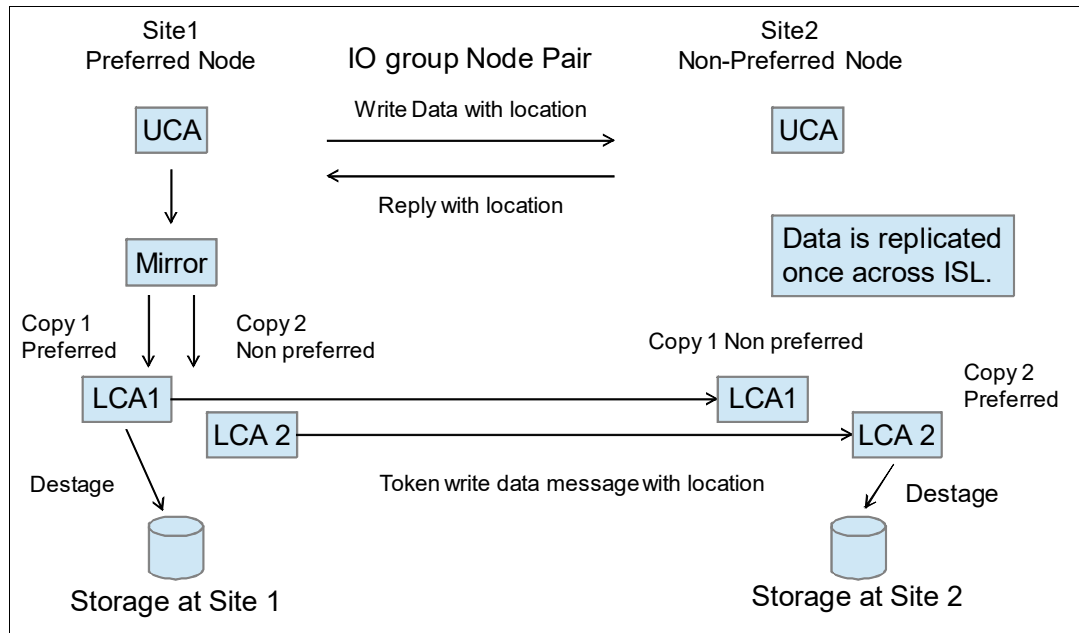 Site1
Preferred Node
IO group Node Pair
Site2
Non-Preferred Node
Write Data with location
UCA
UCA
Reply with location
Mirror
Data is replicated
once across ISL.
Copy 1
Preferred
Copy 2
Non preferred
Copy 1 Non preferred
Copy 2
Preferred
LCA1
LCA1
LCA 2
LCA 2
Destage
Token write data message with location
Destage
Storage at Site 1
Storage at Site 2